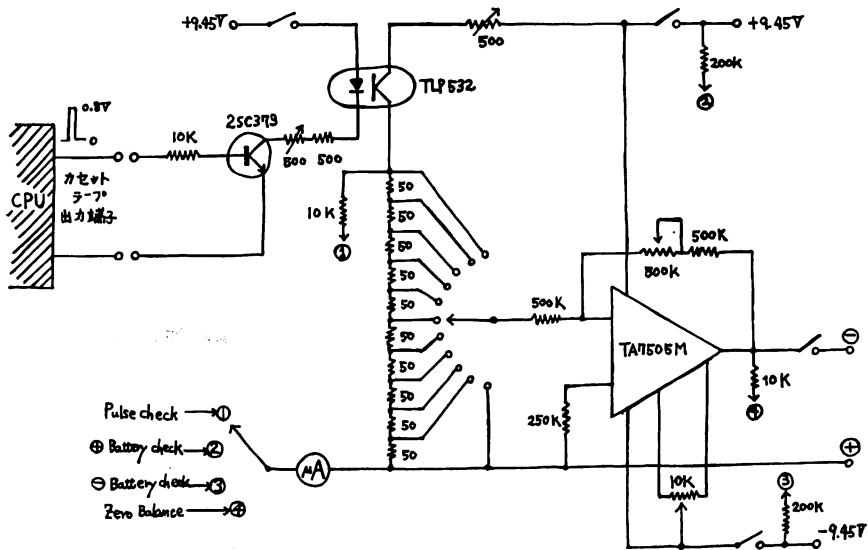 +9.45V
+9.45V
500
200K
②
TLP532
0.8V
0
2SC373
10K
500
500
CPU
カセット
テープ
出力端子
10K
①
50
50
50
50
50
50
50
50
50
50
500K
500K
500K
TA7505M
⊖
10K
④
250K
Pulse check
①
⊕ Battery check
②
⊖ Battery check
③
Zero Balance
④
μA
⊕
10K
③
200K
-9.45V